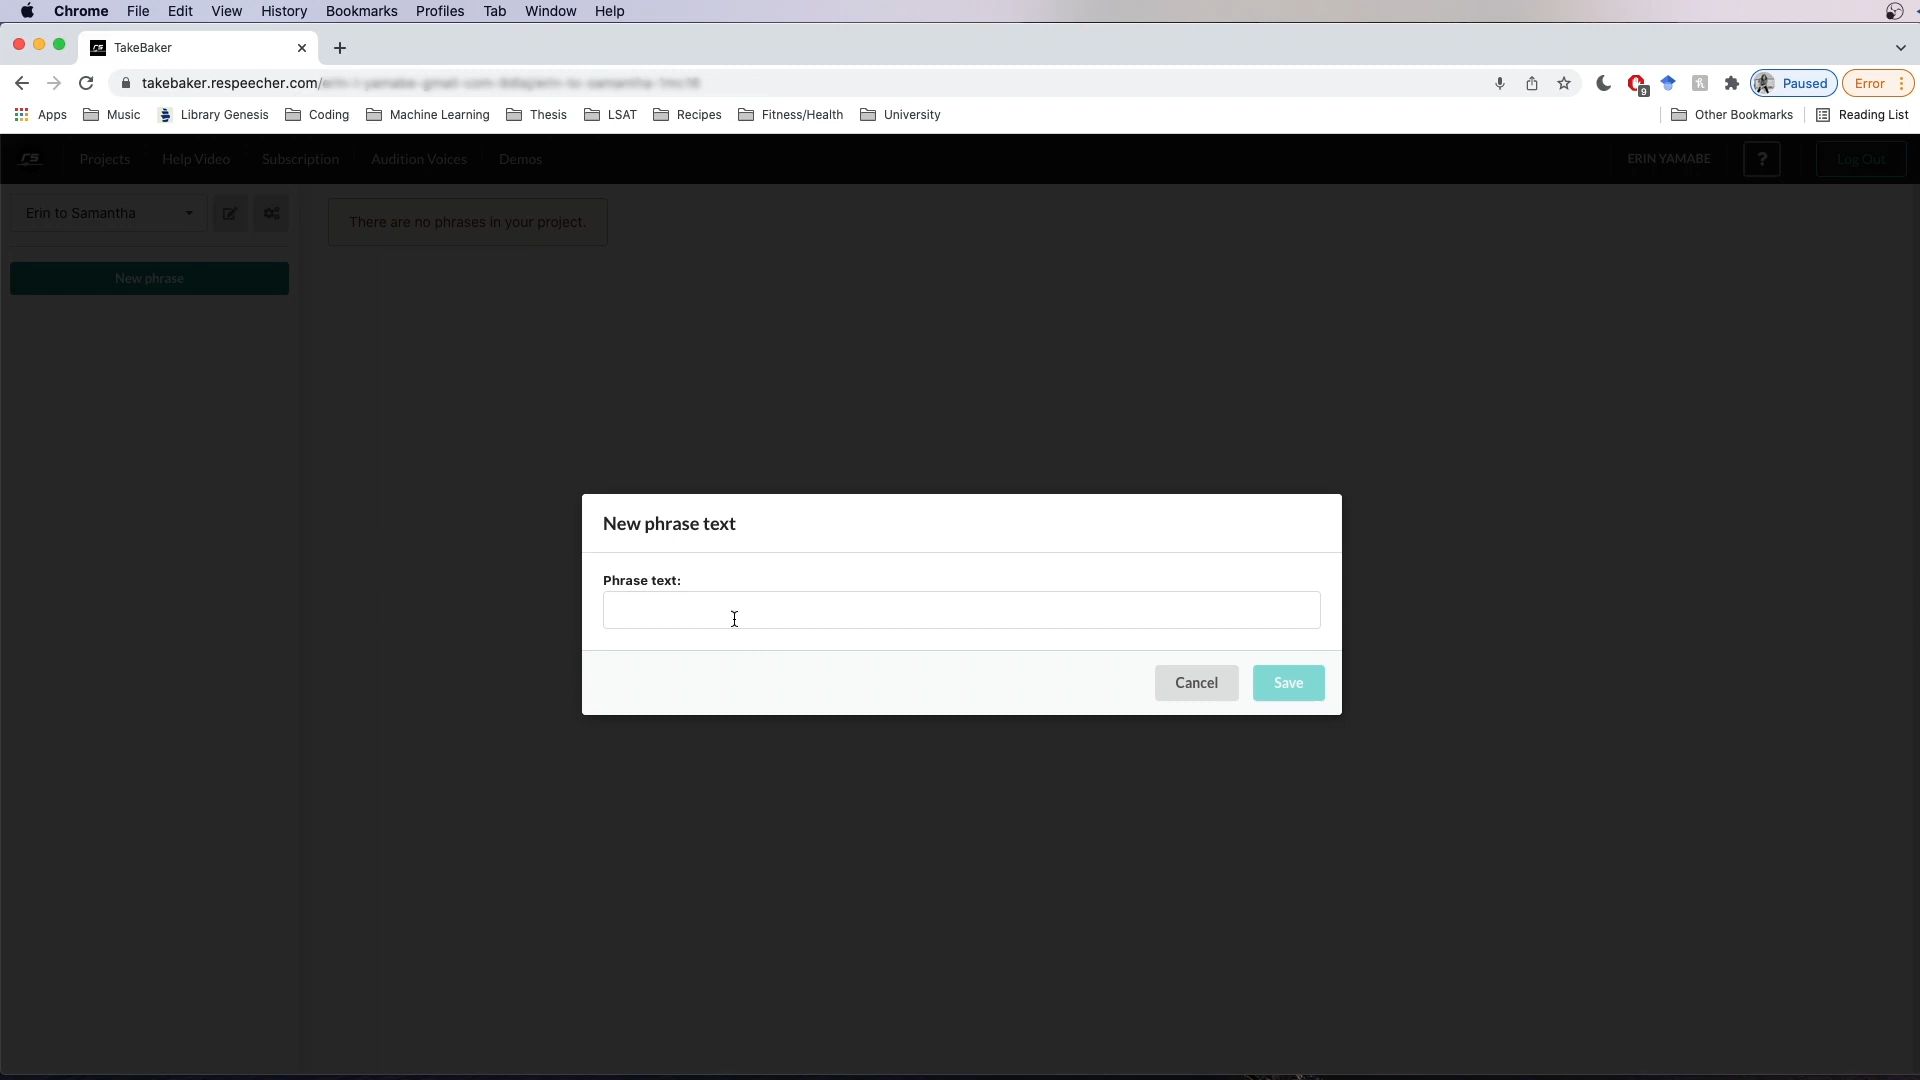 Chrome File Edit View History Bookmarks Profiles Tab Window Help
TakeBaker
takebaker.respeecher.com/
9
Paused
Error
Apps Music Library Genesis Coding Machine Learning Thesis LSAT Recipes Fitness/Health University Other Bookmarks Reading List
rs Projects Help Video Subscription Audition Voices Demos ERIN YAMABE ? Log Out
Erin to Samantha
There are no phrases in your project.
New phrase
New phrase text
Phrase text:
Cancel Save